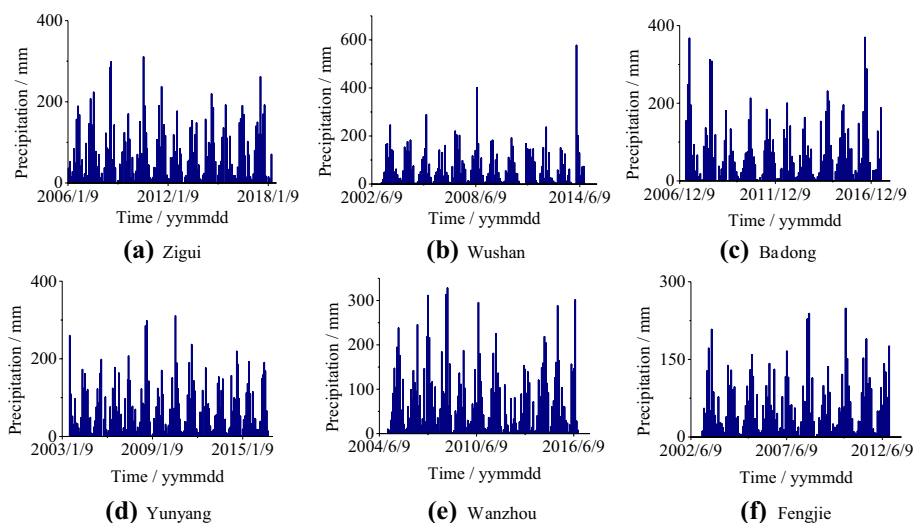 400
200
0
Precipitation / mm
2006/1/9 2012/1/9 2018/1/9
Time / yymmdd
(a) Zigui
600
400
200
0
Precipitation / mm
2002/6/9 2008/6/9 2014/6/9
Time / yymmdd
(b) Wushan
400
200
0
Precipitation / mm
2006/12/9 2011/12/9 2016/12/9
Time / yymmdd
(c) Badong
400
200
0
Precipitation / mm
2003/1/9 2009/1/9 2015/1/9
Time / yymmdd
(d) Yunyang
300
200
100
0
Precipitation / mm
2004/6/9 2010/6/9 2016/6/9
Time / yymmdd
(e) Wanzhou
300
150
0
Precipitation / mm
2002/6/9 2007/6/9 2012/6/9
Time / yymmdd
(f) Fengjie